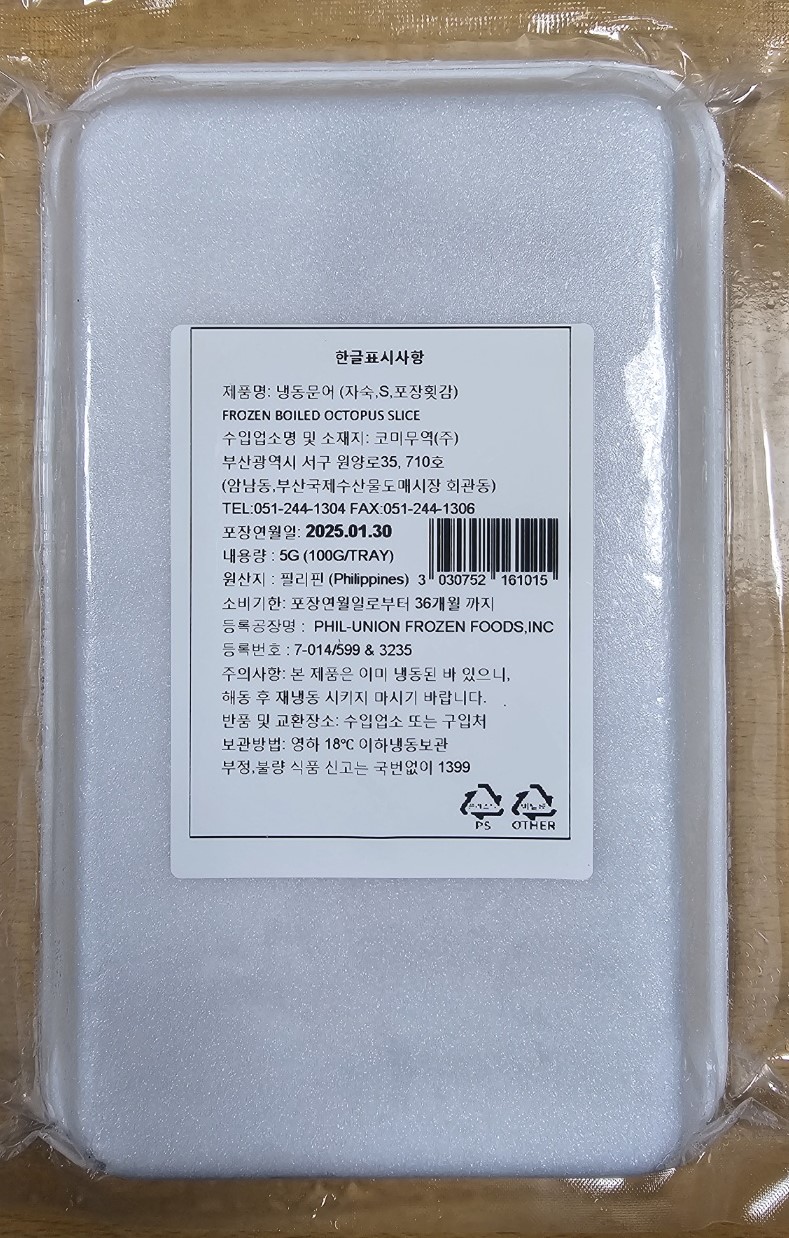 한글표시사항
제품명: 냉동문어 (자숙,S,포장횟감)
FROZEN BOILED OCTOPUS SLICE
수입업소명 및 소재지: 코미무역(주)
부산광역시 서구 원양로35, 710호
(암남동,부산국제수산물도매시장 회관동)
TEL:051-244-1304 FAX:051-244-1306
포장연월일: 2025.01.30
내용량 : 5G (100G/TRAY)
원산지 : 필리핀 (Philippines) 3 030752 161015
소비기한: 포장연월일로부터 36개월 까지
등록공장명 : PHIL-UNION FROZEN FOODS,INC
등록번호 : 7-014/599 & 3235
주의사항: 본 제품은 이미 냉동된 바 있으니,
해동 후 재냉동 시키지 마시기 바랍니다.
반품 및 교환장소: 수입업소 또는 구입처
보관방법: 영하 18℃ 이하냉동보관
부정,불량 식품 신고는 국번없이 1399
PS OTHER